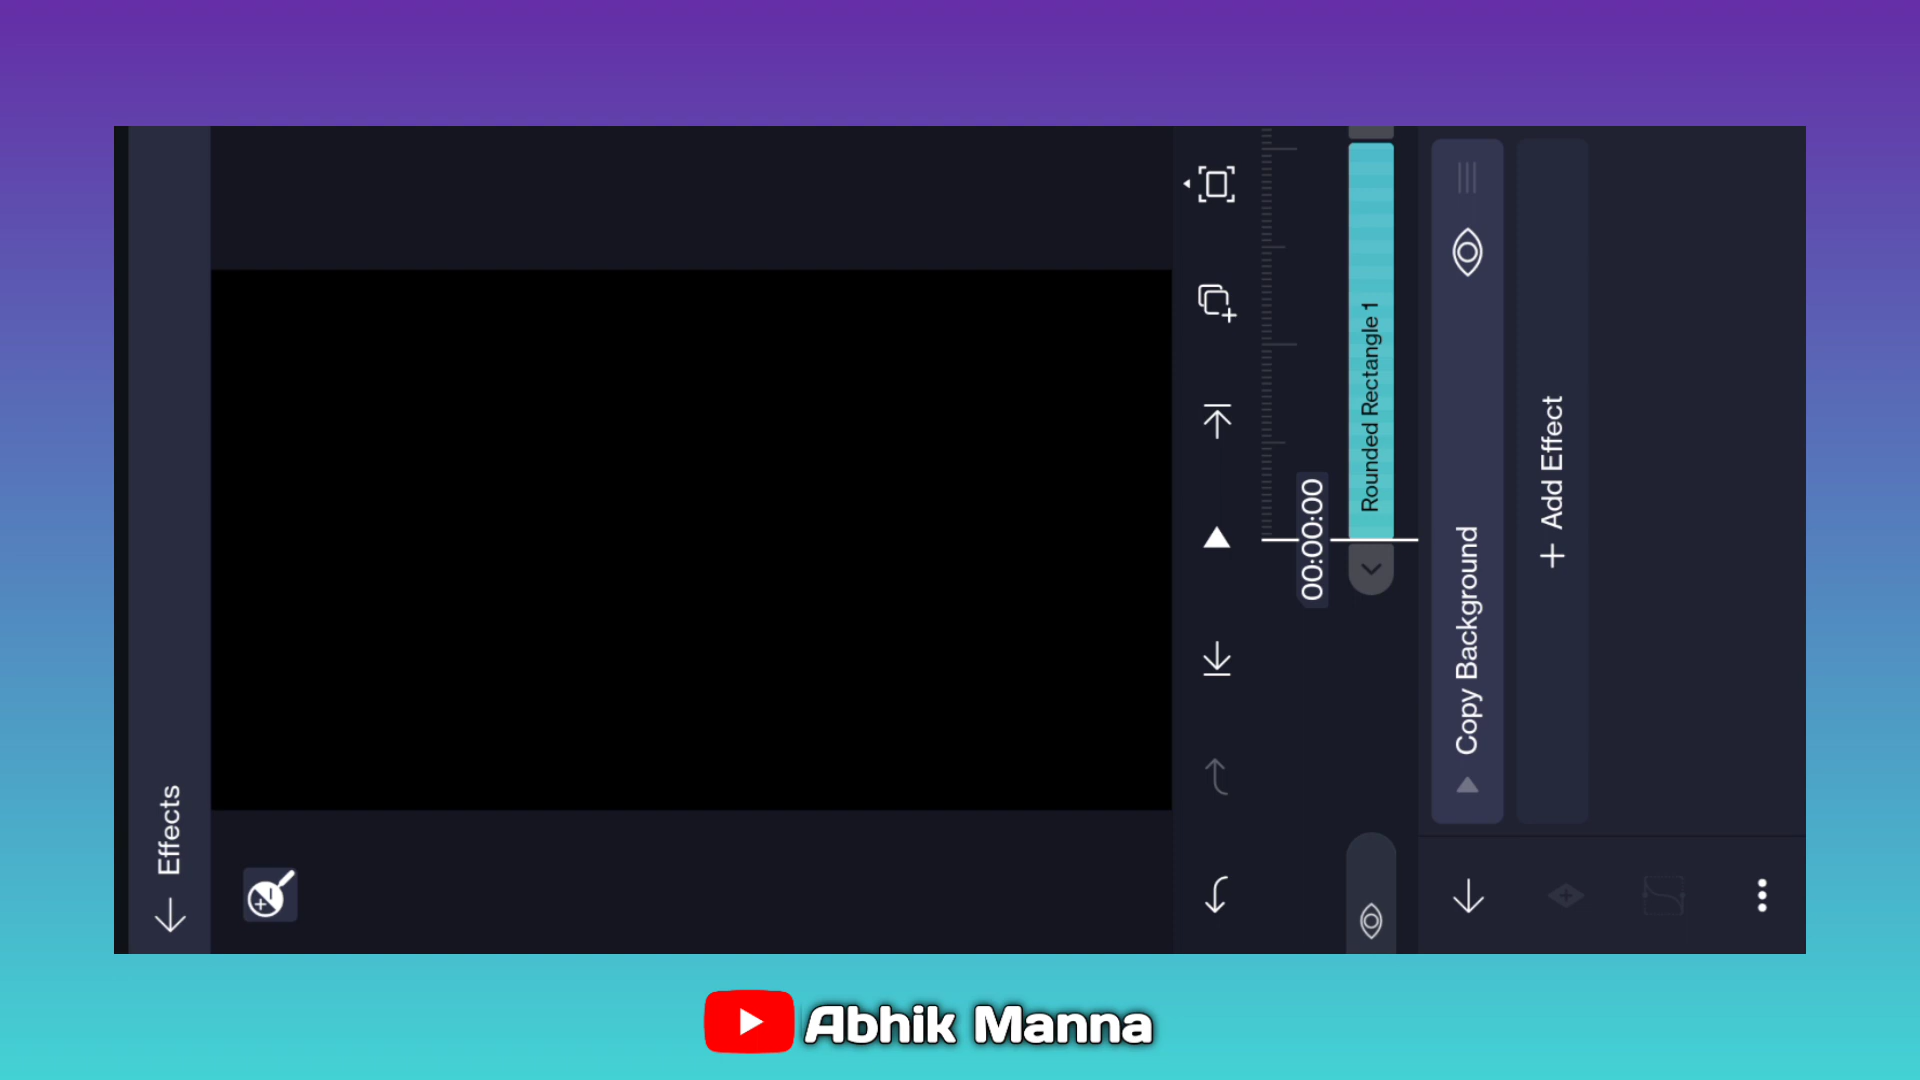 Effects
00:00:00
Rounded Rectangle 1
Copy Background
+ Add Effect
Abhik Manna